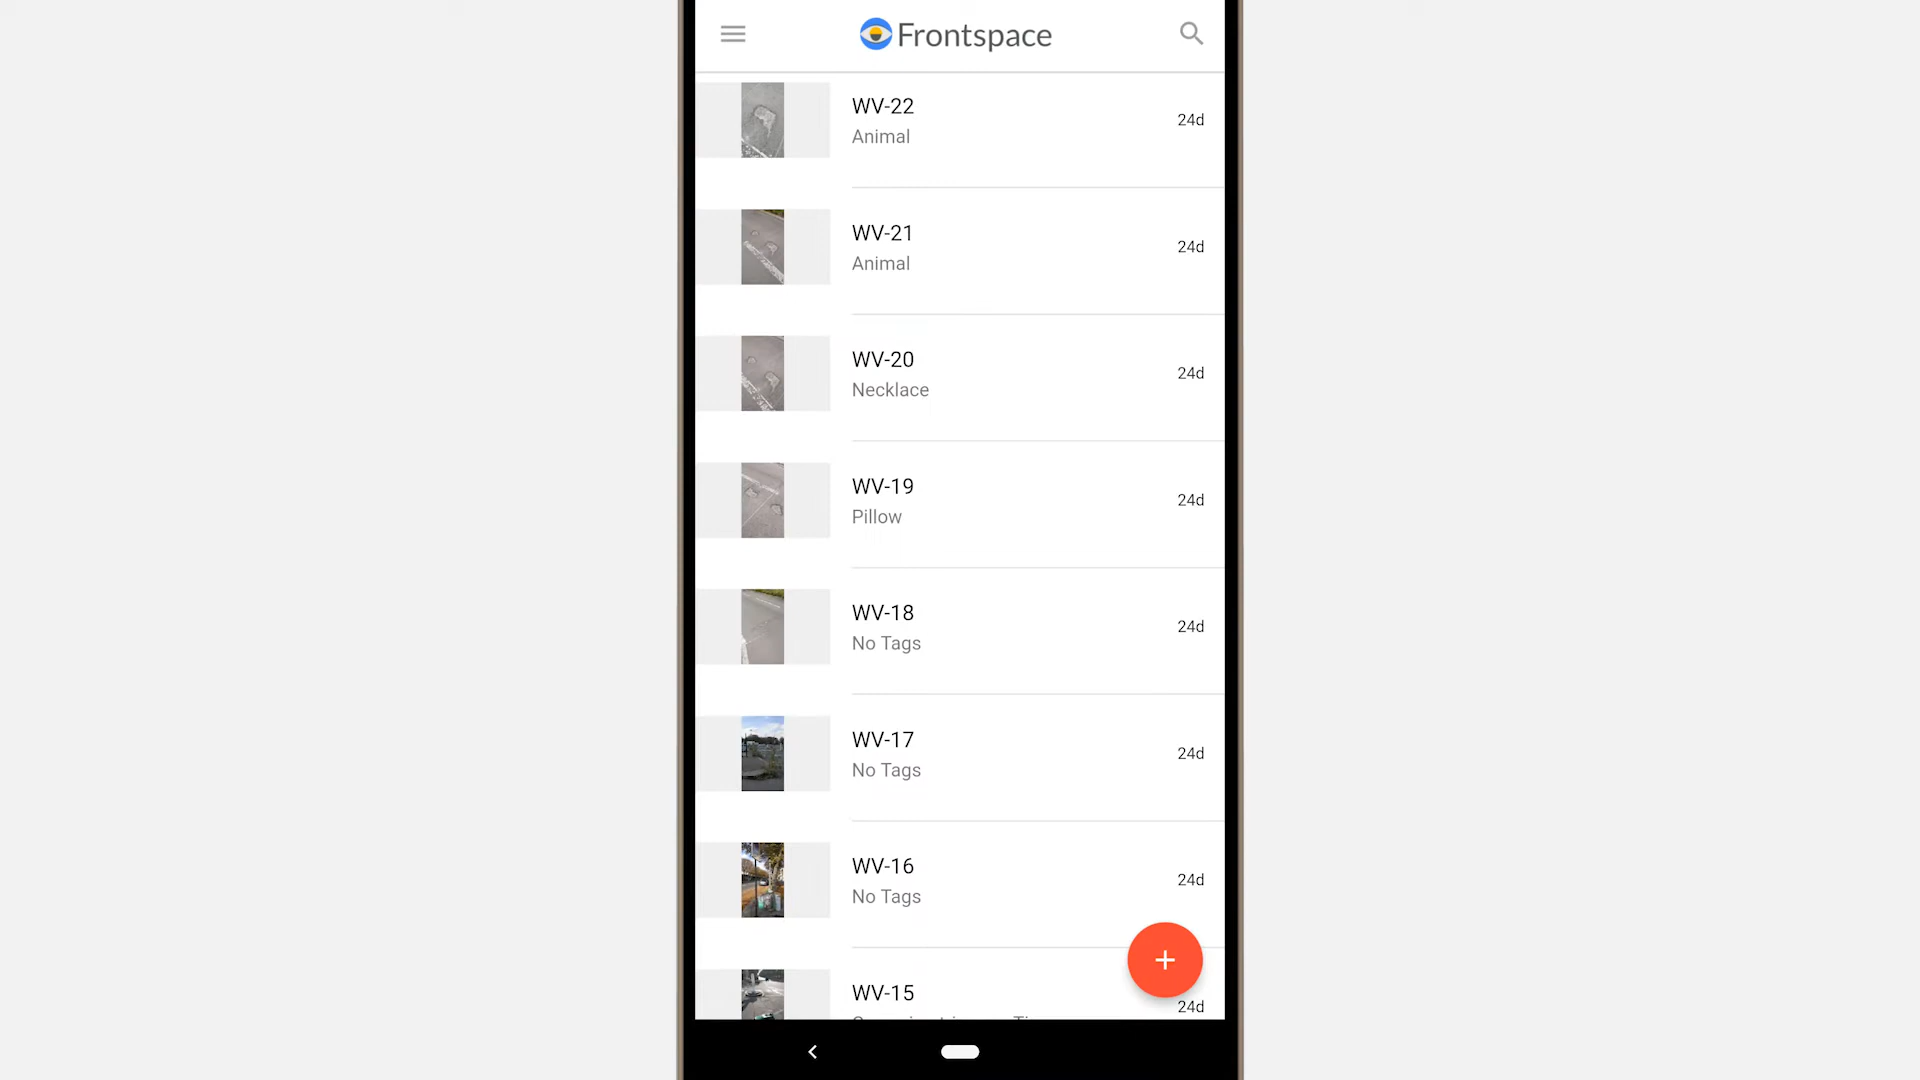 Frontspace
WV-22
Animal
24d
WV-21
Animal
24d
WV-20
Necklace
24d
WV-19
Pillow
24d
WV-18
No Tags
24d
WV-17
No Tags
24d
WV-16
No Tags
24d
+
WV-15
24d